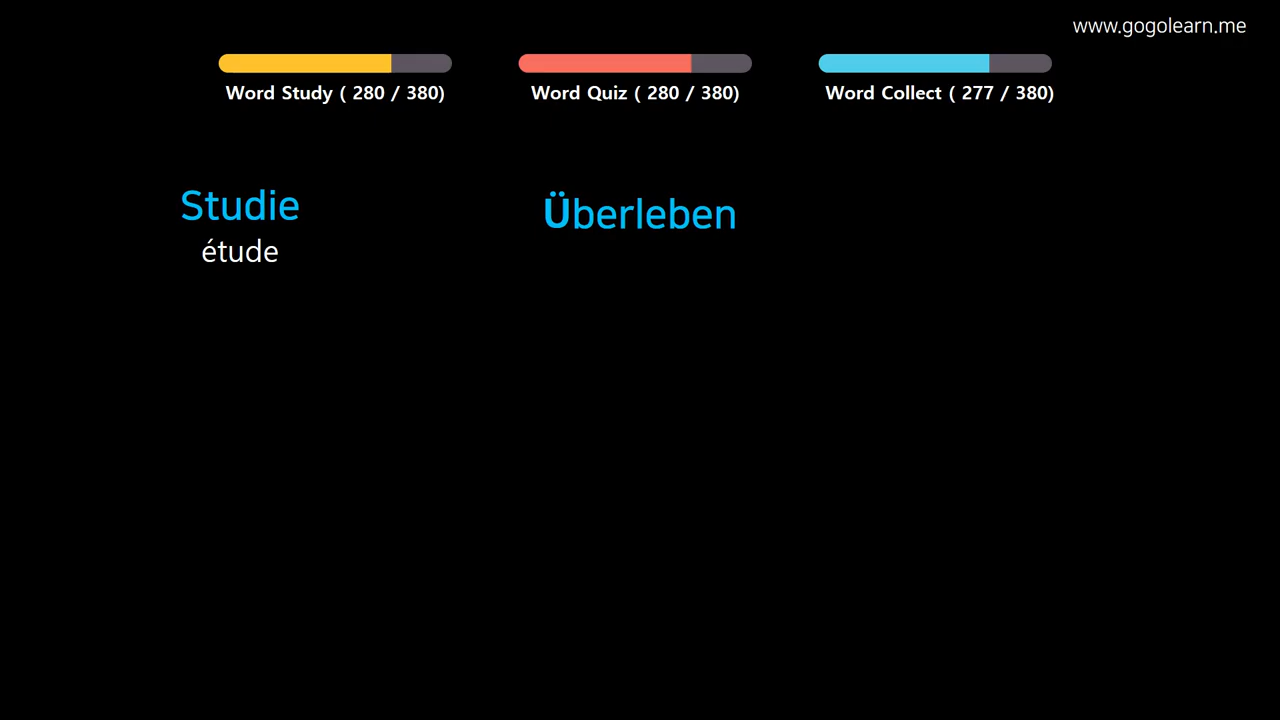 www.gogolearn.me
Word Study ( 280 / 380)
Word Quiz ( 280 / 380)
Word Collect ( 277 / 380)
Studie
étude
Überleben